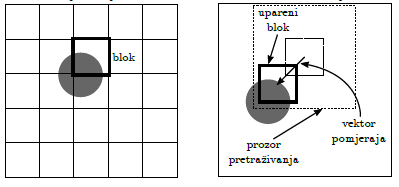 blok
upareni
blok
vektor
pomjeraja
prozor
pretraživanja